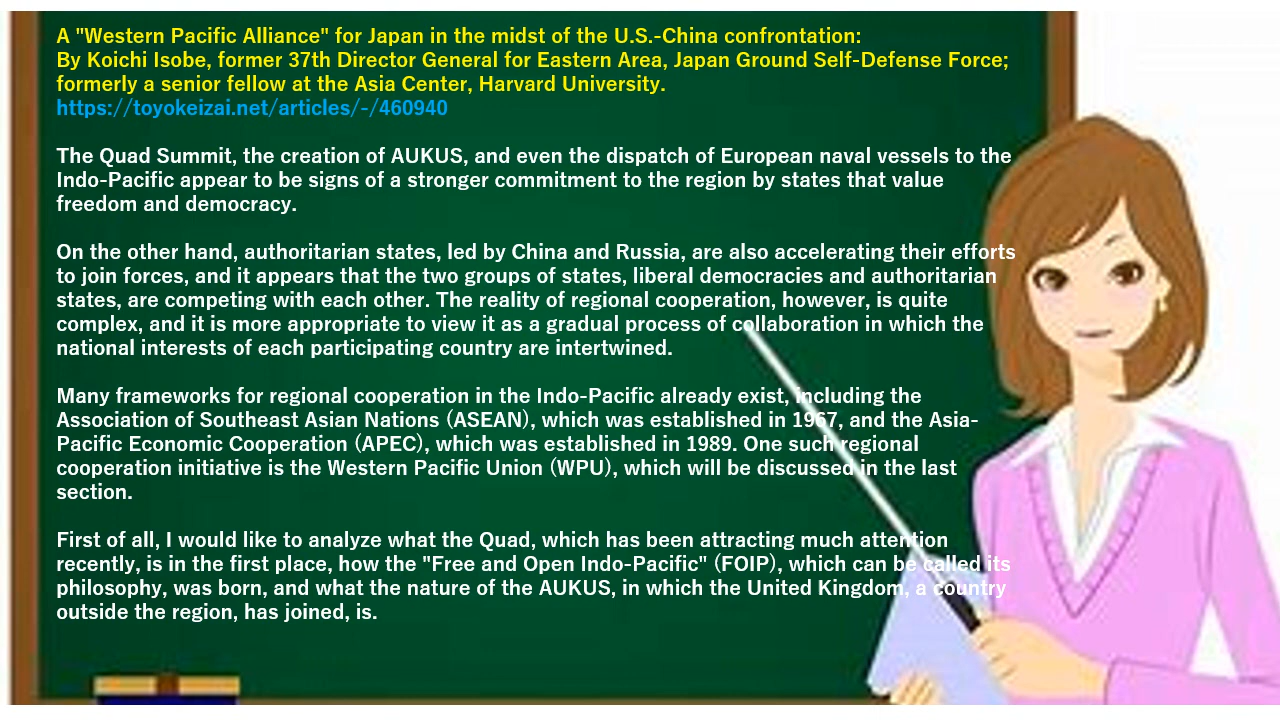 A "Western Pacific Alliance" for Japan in the midst of the U.S.-China confrontation:
By Koichi Isobe, former 37th Director General for Eastern Area, Japan Ground Self-Defense Force;
formerly a senior fellow at the Asia Center, Harvard University.
https://toyokeizai.net/articles/-/460940
The Quad Summit, the creation of AUKUS, and even the dispatch of European naval vessels to the
Indo-Pacific appear to be signs of a stronger commitment to the region by states that value
freedom and democracy.
On the other hand, authoritarian states, led by China and Russia, are also accelerating their efforts
to join forces, and it appears that the two groups of states, liberal democracies and authoritarian
states, are competing with each other. The reality of regional cooperation, however, is quite
complex, and it is more appropriate to view it as a gradual process of collaboration in which the
national interests of each participating country are intertwined.
Many frameworks for regional cooperation in the Indo-Pacific already exist, including the
Association of Southeast Asian Nations (ASEAN), which was established in 1967, and the Asia-
Pacific Economic Cooperation (APEC), which was established in 1989. One such regional
cooperation initiative is the Western Pacific Union (WPU), which will be discussed in the last
section.
First of all, I would like to analyze what the Quad, which has been attracting much attention
recently, is in the first place, how the "Free and Open Indo-Pacific" (FOIP), which can be called its
philosophy, was born, and what the nature of the AUKUS, in which the United Kingdom, a country
outside the region, has joined, is.